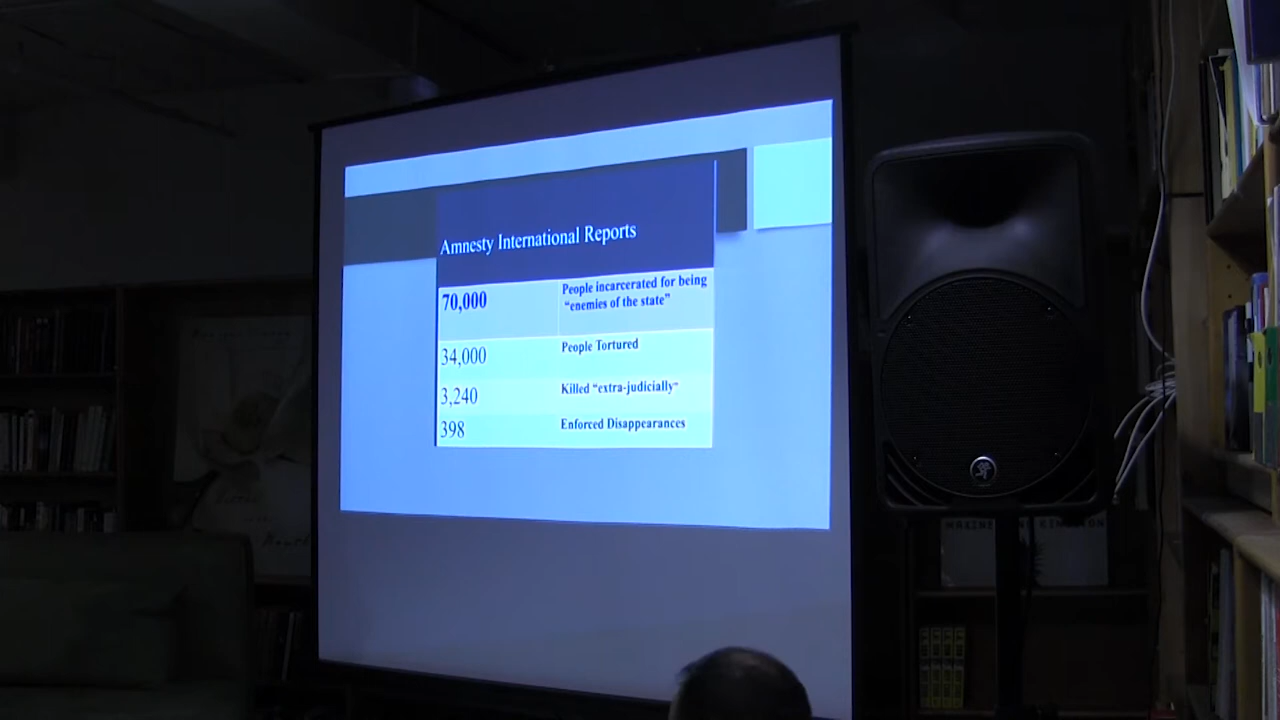 Amnesty International Reports
70,000
People incarcerated for being
“enemies of the state”
34,000
People Tortured
3,240
Killed “extra-judicially”
398
Enforced Disappearances